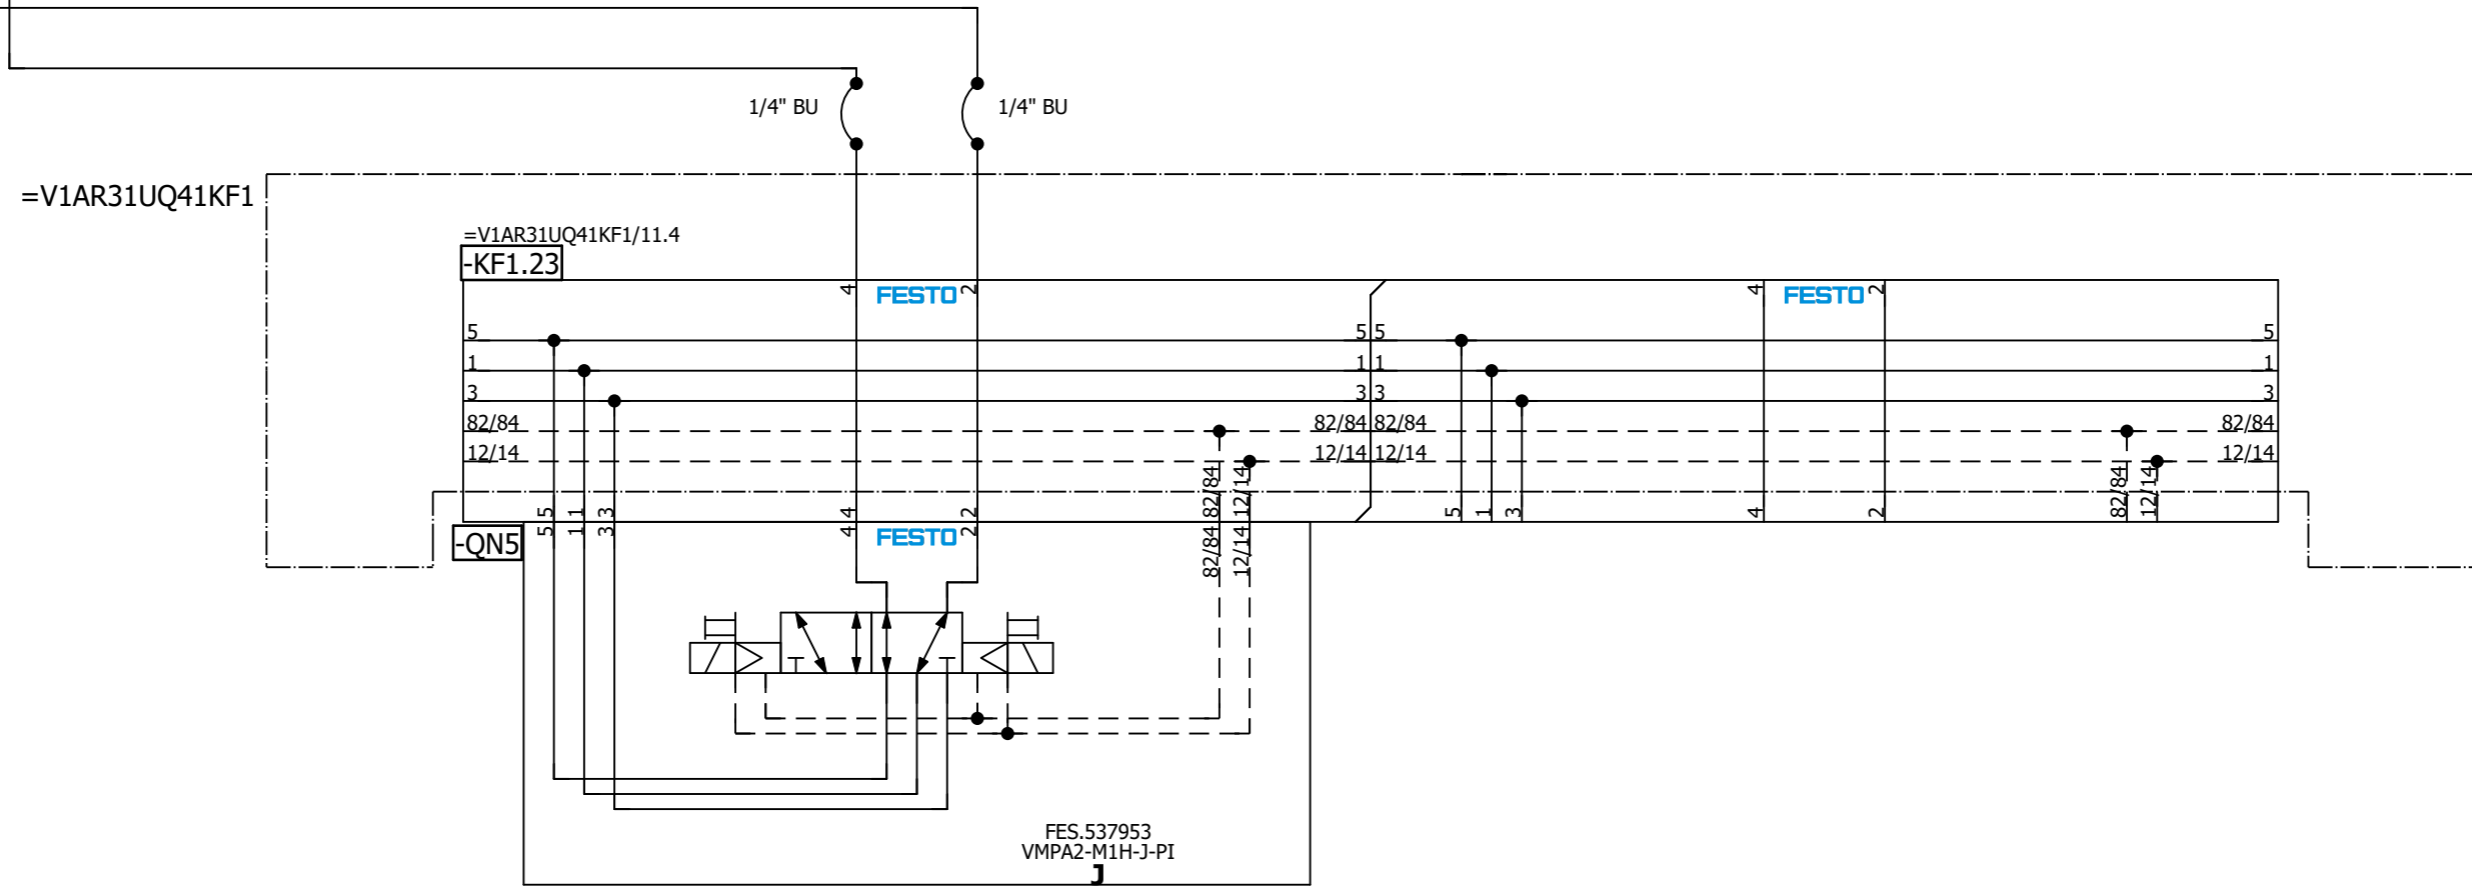 1/4" BU 1/4" BU
=V1AR31UQ41KF1
=V1AR31UQ41KF1/11.4
-KF1.23
4 FESTO 2 4 FESTO 2
5 5 5 5
1 1 1 1
3 3 3 3
82/84 82/84 82/84 82/84
12/14 12/14 12/14 12/14
82/84 12/14 82/84 12/14
5 1 3 4 2 5 1 3 4 2
-QN5
5 1 3 4 FESTO 2 82/84 12/14
FES.537953
VMPA2-M1H-J-PI
J